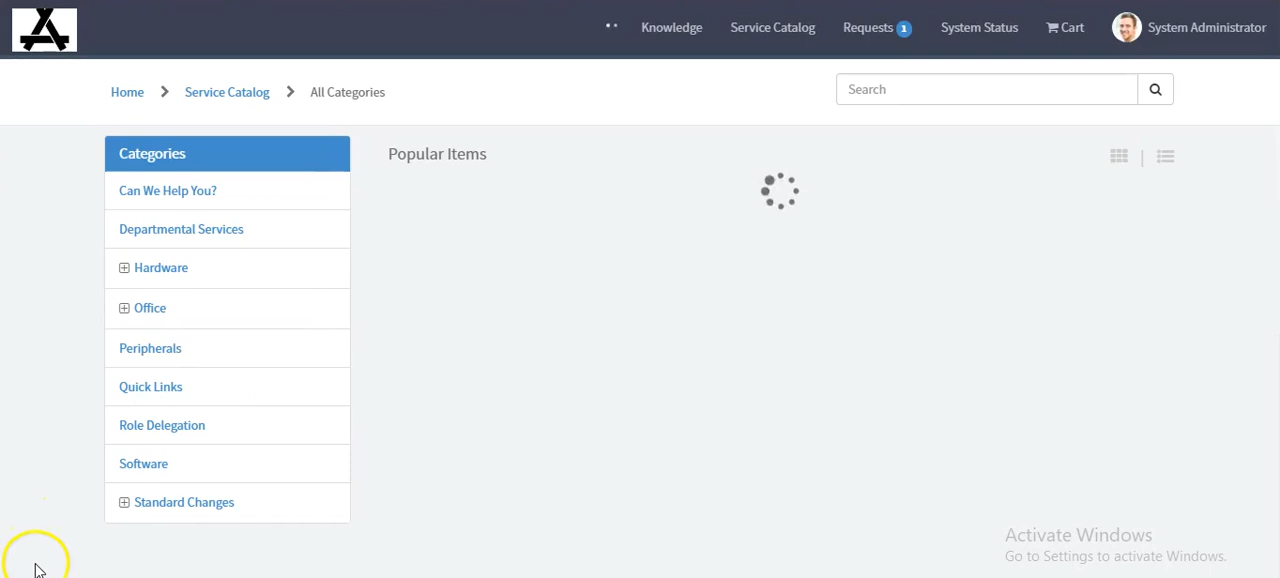 Knowledge Service Catalog Requests 1 System Status Cart System Administrator
Home Service Catalog All Categories
Search
Categories
Popular Items
Can We Help You?
Departmental Services
Hardware
Office
Peripherals
Quick Links
Role Delegation
Software
Standard Changes
Activate Windows
Go to Settings to activate Windows.